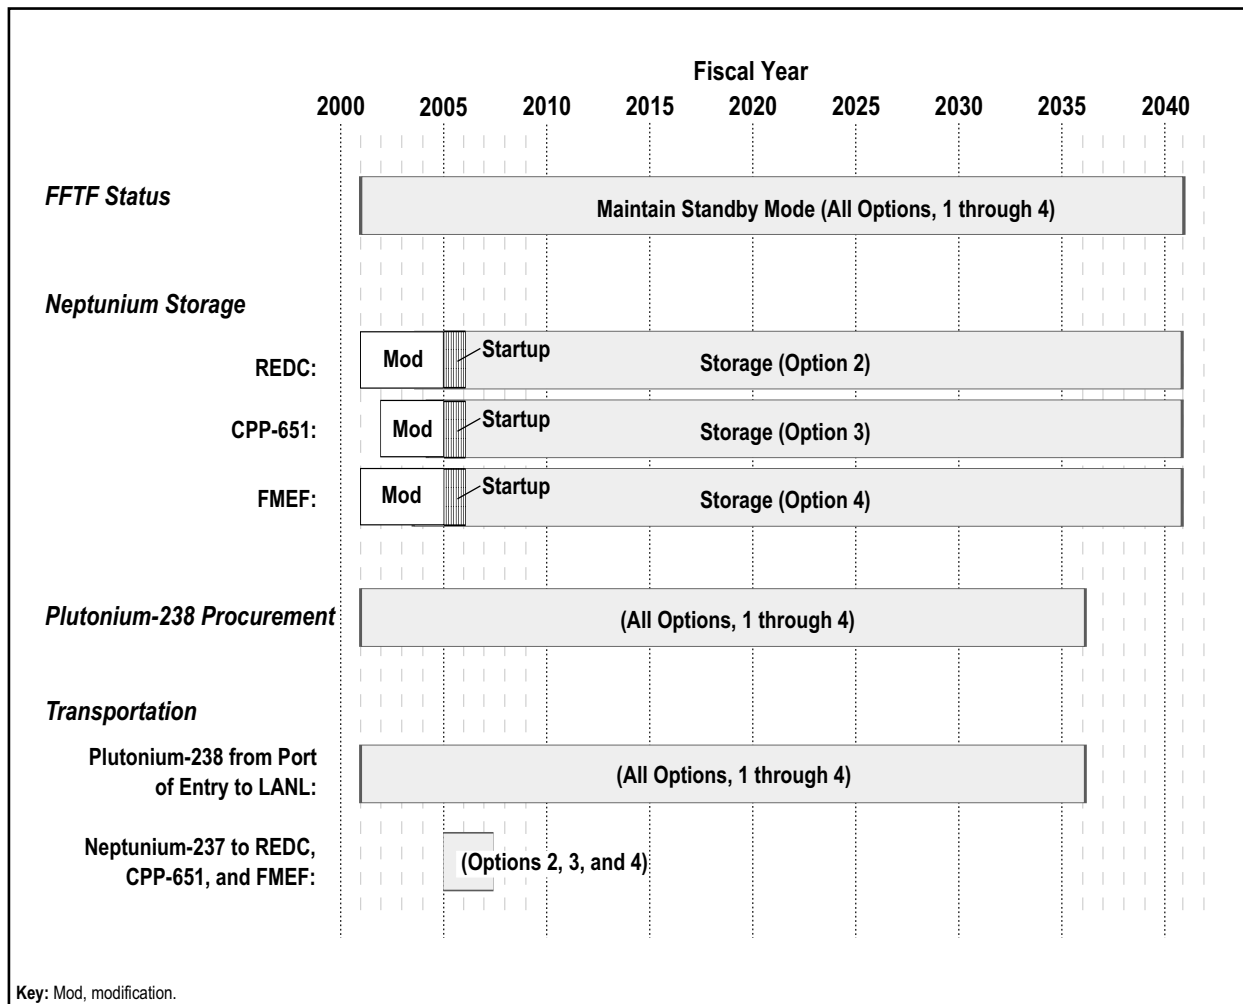 Fiscal Year
2000 2005 2010 2015 2020 2025 2030 2035 2040
FFTF Status
Maintain Standby Mode (All Options, 1 through 4)
Neptunium Storage
REDC:
Mod
Startup
Storage (Option 2)
CPP-651:
Mod
Startup
Storage (Option 3)
FMEF:
Mod
Startup
Storage (Option 4)
Plutonium-238 Procurement
(All Options, 1 through 4)
Transportation
Plutonium-238 from Port
of Entry to LANL:
(All Options, 1 through 4)
Neptunium-237 to REDC,
CPP-651, and FMEF:
(Options 2, 3, and 4)
Key: Mod, modification.